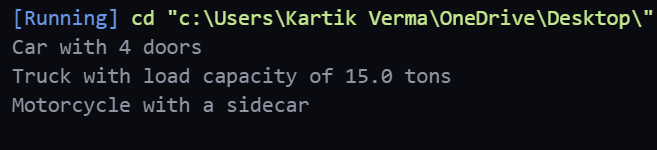 [Running] cd "c:\Users\Kartik Verma\OneDrive\Desktop\"
Car with 4 doors
Truck with load capacity of 15.0 tons
Motorcycle with a sidecar